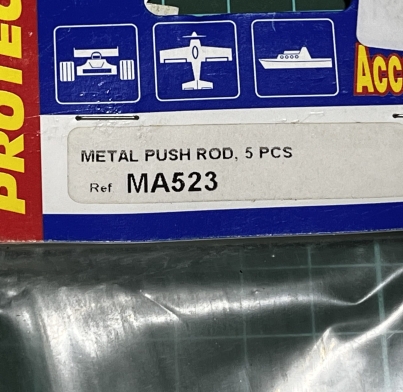 PROTEC
Acc
METAL PUSH ROD, 5 PCS
Ref MA523